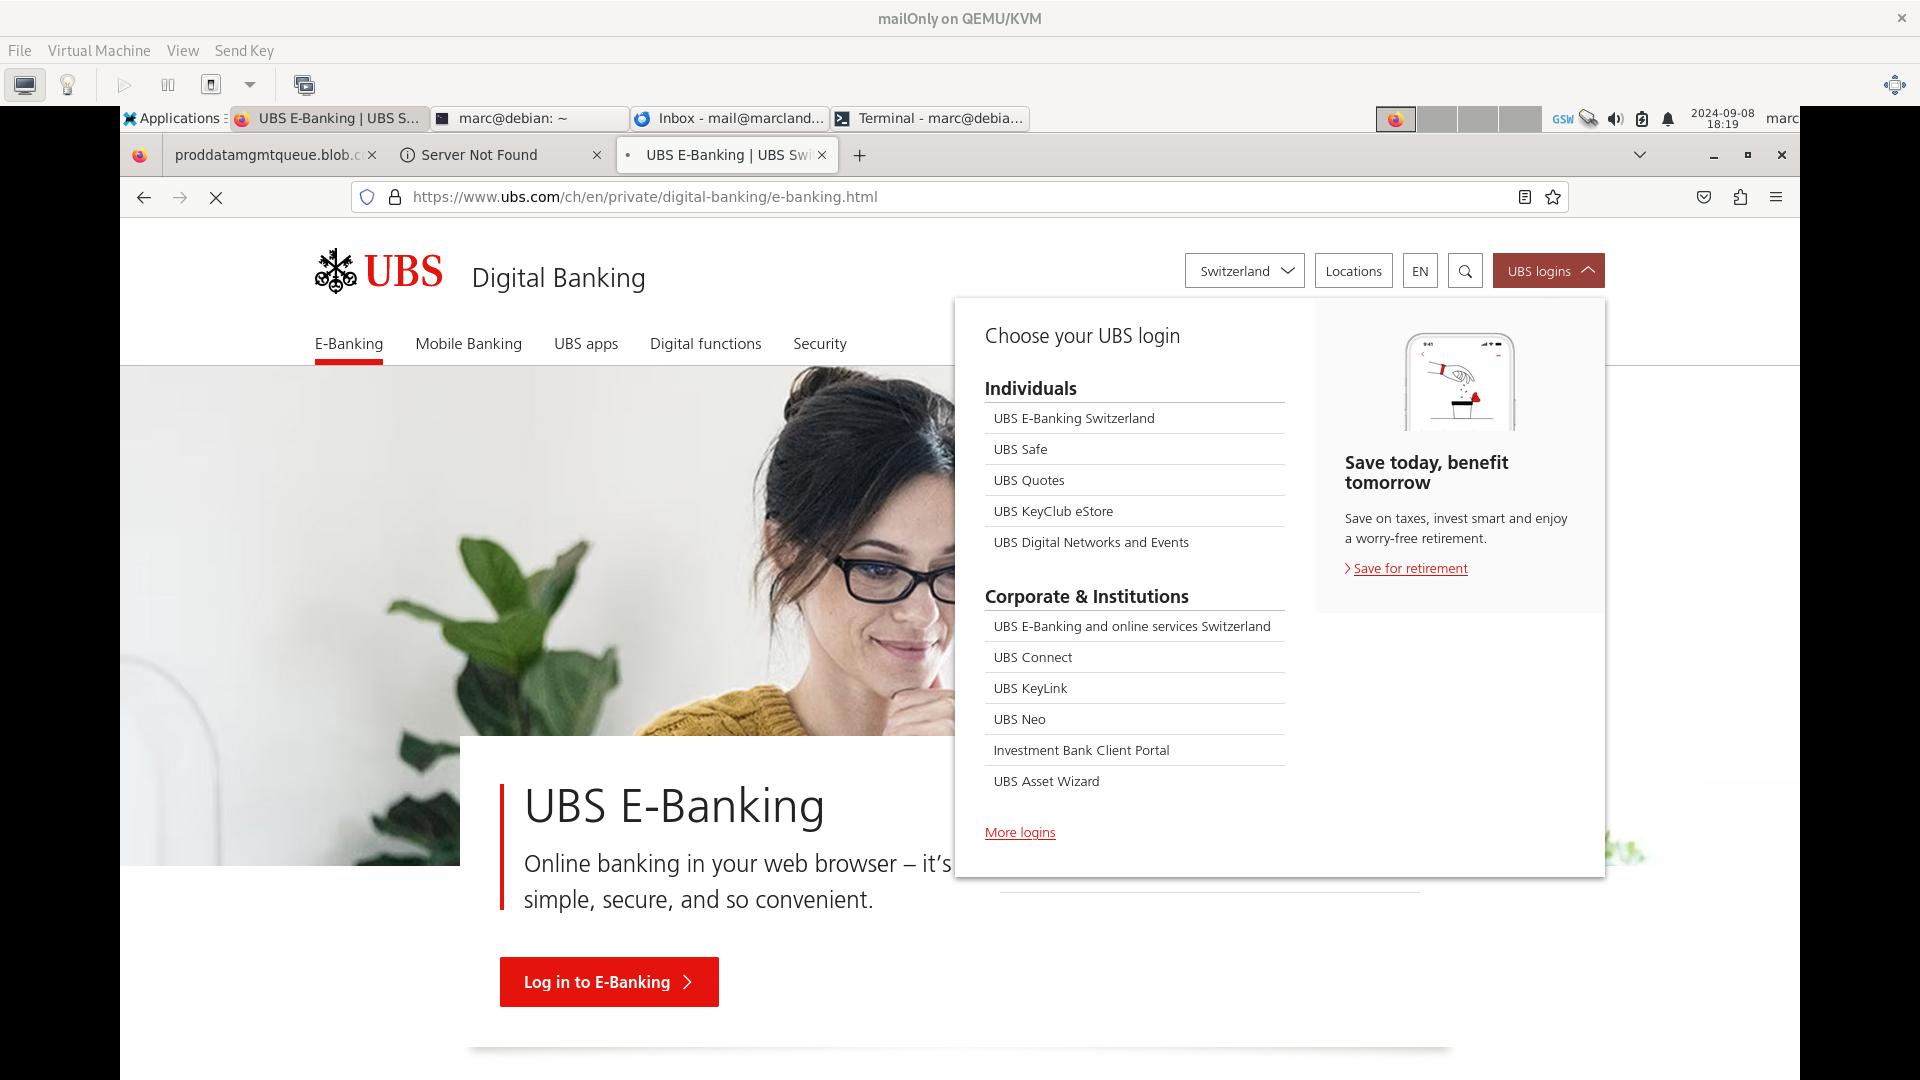 mailOnly on QEMU/KVM
File Virtual Machine View Send Key
Applications UBS E-Banking | UBS S... marc@debian: ~ Inbox - mail@marcland... Terminal - marc@debia... GSW 2024-09-08 18:19 marc
proddatamgmtqueue.blob.c Server Not Found UBS E-Banking | UBS Swi
https://www.ubs.com/ch/en/private/digital-banking/e-banking.html
UBS Digital Banking
Switzerland Locations EN UBS logins
E-Banking Mobile Banking UBS apps Digital functions Security
Choose your UBS login
Individuals
UBS E-Banking Switzerland
UBS Safe
UBS Quotes
UBS KeyClub eStore
UBS Digital Networks and Events
Corporate & Institutions
UBS E-Banking and online services Switzerland
UBS Connect
UBS KeyLink
UBS Neo
Investment Bank Client Portal
UBS Asset Wizard
More logins
9:41
Save today, benefit
tomorrow
Save on taxes, invest smart and enjoy
a worry-free retirement.
Save for retirement
UBS E-Banking
Online banking in your web browser – it’s
simple, secure, and so convenient.
Log in to E-Banking